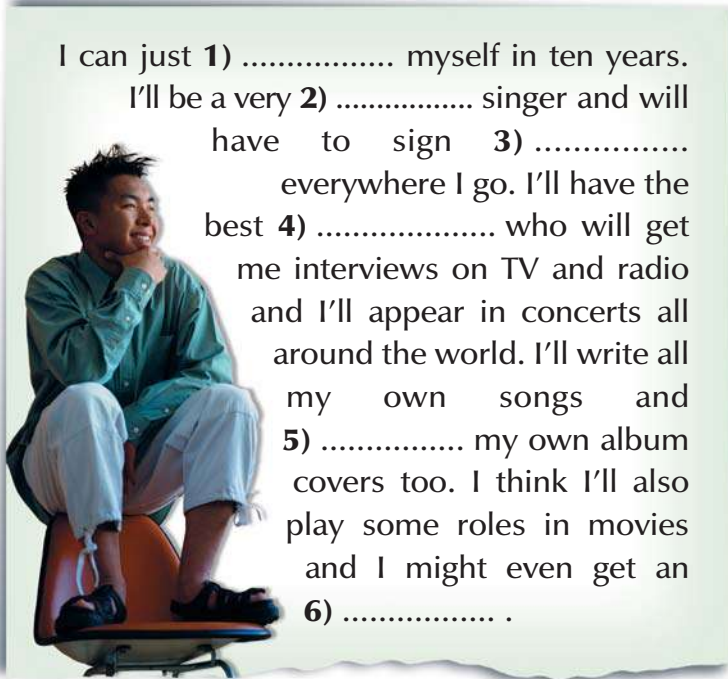 I can just 1) ................. myself in ten years.
I'll be a very 2) ................. singer and will
have to sign 3) ................
everywhere I go. I'll have the
best 4) .................... who will get
me interviews on TV and radio
and I'll appear in concerts all
around the world. I'll write all
my own songs and
5) ................ my own album
covers too. I think I'll also
play some roles in movies
and I might even get an
6) ................. .